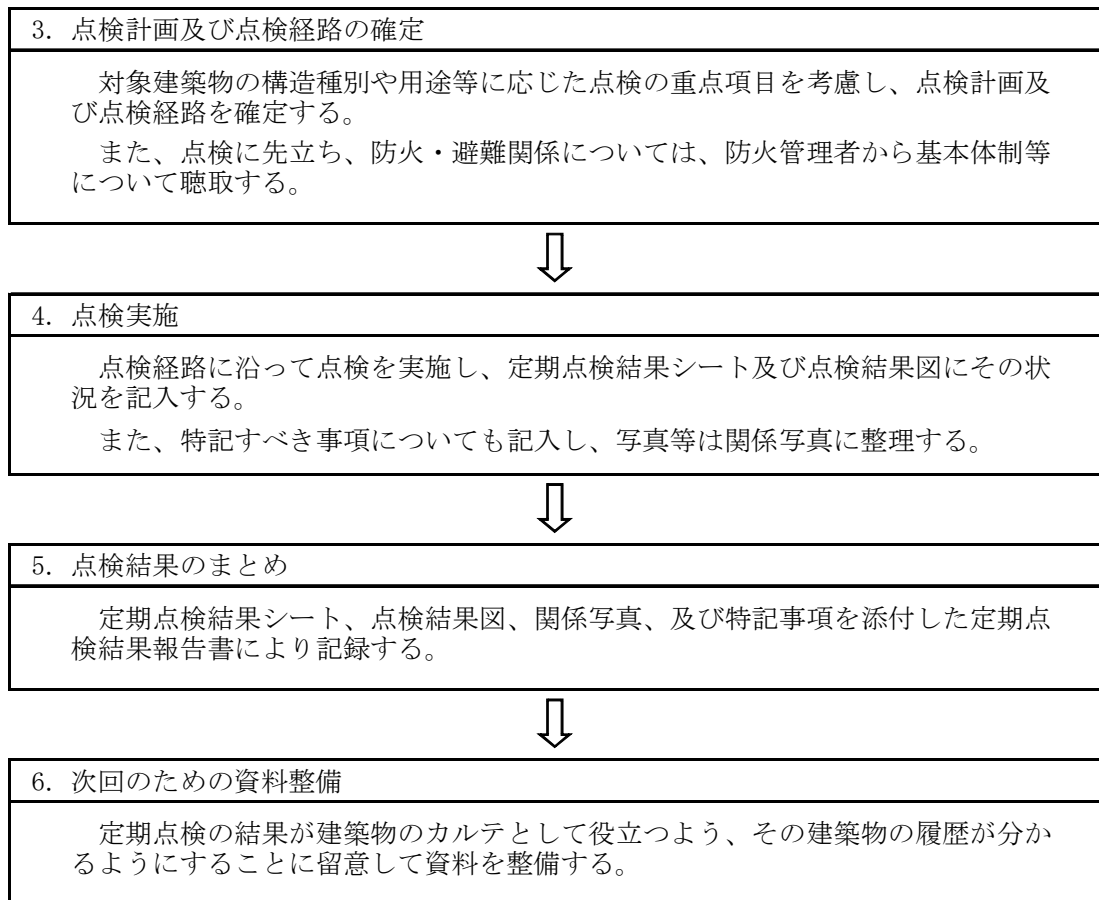 3. 点検計画及び点検経路の確定
対象建築物の構造種別や用途等に応じた点検の重点項目を考慮し、点検計画及
び点検経路を確定する。
また、点検に先立ち、防火・避難関係については、防火管理者から基本体制等
について聴取する。
4. 点検実施
点検経路に沿って点検を実施し、定期点検結果シート及び点検結果図にその状
況を記入する。
また、特記すべき事項についても記入し、写真等は関係写真に整理する。
5. 点検結果のまとめ
定期点検結果シート、点検結果図、関係写真、及び特記事項を添付した定期点
検結果報告書により記録する。
6. 次回のための資料整備
定期点検の結果が建築物のカルテとして役立つよう、その建築物の履歴が分か
るようにすることに留意して資料を整備する。